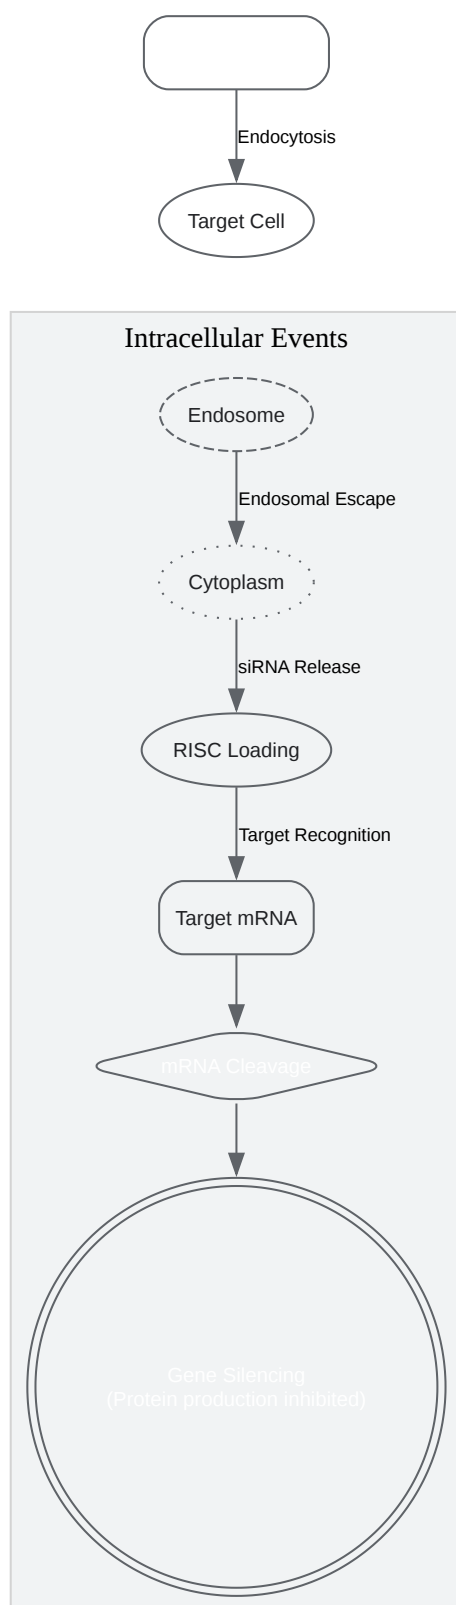 Endocytosis
Target Cell
Intracellular Events
Endosome
Endosomal Escape
Cytoplasm
siRNA Release
RISC Loading
Target Recognition
Target mRNA
mRNA Cleavage
Gene Silencing
(Protein production inhibited)